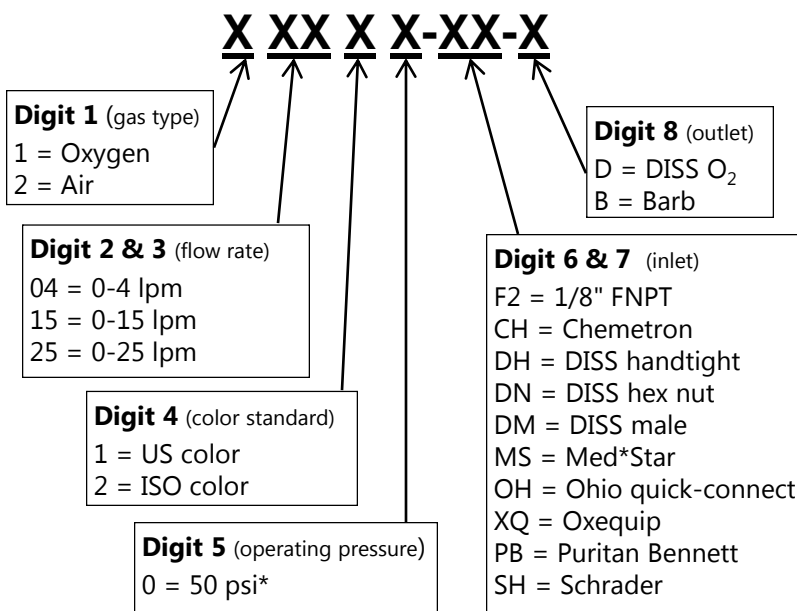 X XX X X-XX-X
Digit 1 (gas type)
1 = Oxygen
2 = Air
Digit 2 & 3 (flow rate)
04 = 0-4 lpm
15 = 0-15 lpm
25 = 0-25 lpm
Digit 4 (color standard)
1 = US color
2 = ISO color
Digit 5 (operating pressure)
0 = 50 psi*
Digit 8 (outlet)
D = DISS O₂
B = Barb
Digit 6 & 7 (inlet)
F2 = 1/8" FNPT
CH = Chemetron
DH = DISS handtight
DN = DISS hex nut
DM = DISS male
MS = Med*Star
OH = Ohio quick-connect
XQ = Oxequip
PB = Puritan Bennett
SH = Schrader